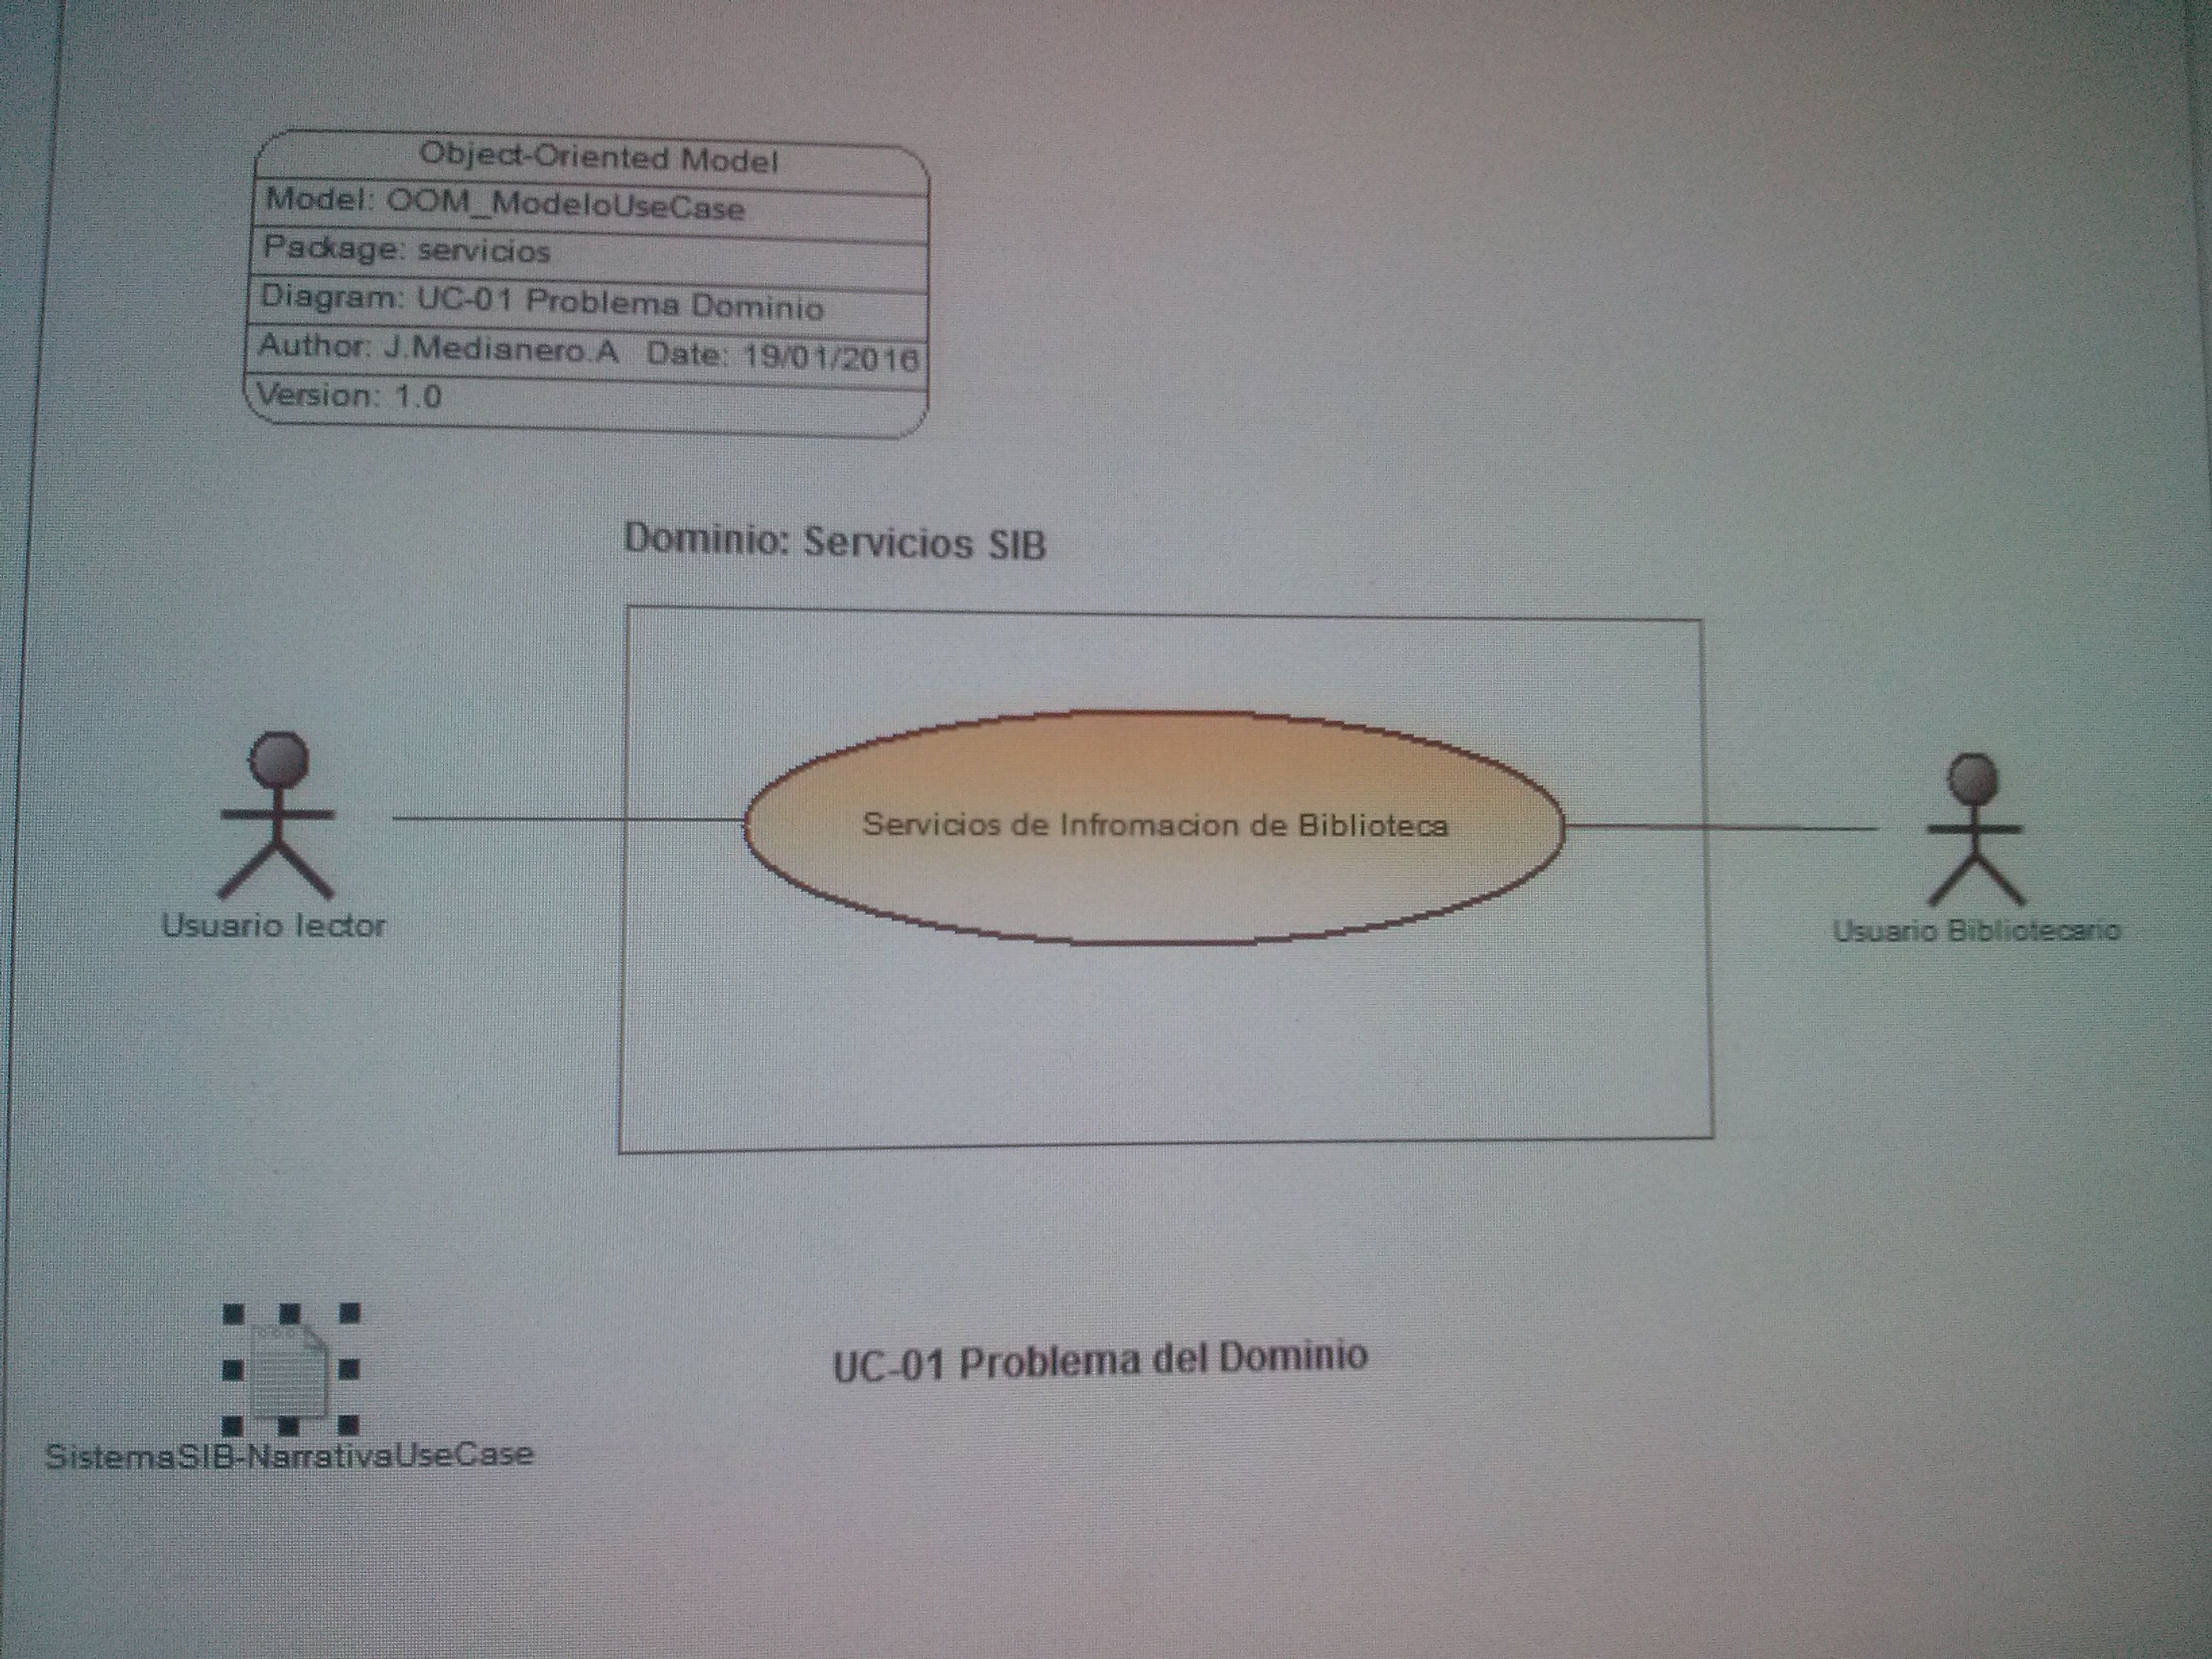 Object-Oriented Model
Model: OOM_ModeloUseCase
Package: servicios
Diagram: UC-01 Problema Dominio
Author: J.Medianero.A Date: 19/01/2016
Version: 1.0
Dominio: Servicios SIB
Servicios de Infromacion de Biblioteca
Usuario lector
Usuario Bibliotecario
UC-01 Problema del Dominio
SistemaSIB-NarrativaUseCase